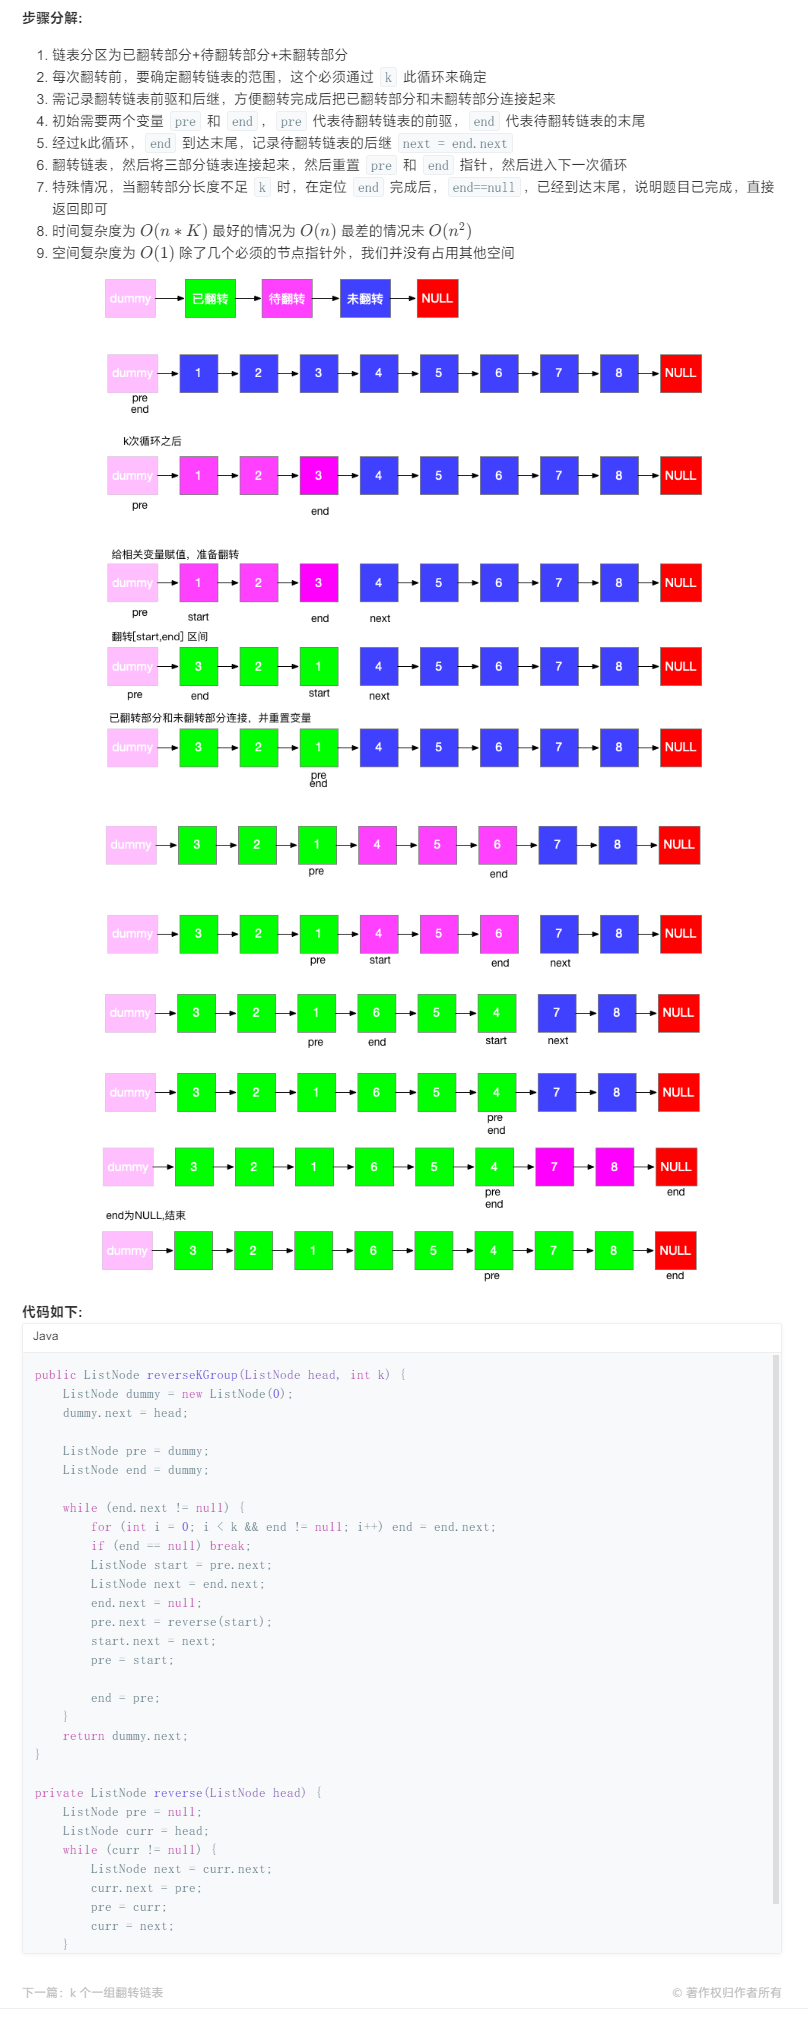 步骤分解：
1. 链表分区为已翻转部分+待翻转部分+未翻转部分
2. 每次翻转前，要确定翻转链表的范围，这个必须通过 k 此循环来确定
3. 需记录翻转链表前驱和后继，方便翻转完成后把已翻转部分和未翻转部分连接起来
4. 初始需要两个变量 pre 和 end ，pre 代表待翻转链表的前驱，end 代表待翻转链表的末尾
5. 经过k此循环，end 到达末尾，记录待翻转链表的后继 next = end.next
6. 翻转链表，然后将三部分链表连接起来，然后重置 pre 和 end 指针，然后进入下一次循环
7. 特殊情况，当翻转部分长度不足 k 时，在定位 end 完成后，end==null ，已经到达末尾，说明题目已完成，直接
返回即可
8. 时间复杂度为 O(n∗K) 最好的情况为 O(n) 最差的情况未 O(n²)
9. 空间复杂度为 O(1) 除了几个必须的节点指针外，我们并没有占用其他空间
dummy 已翻转 待翻转 未翻转 NULL
dummy 1 2 3 4 5 6 7 8 NULL
pre
end
k次循环之后
dummy 1 2 3 4 5 6 7 8 NULL
pre end
给相关变量赋值，准备翻转
dummy 1 2 3 4 5 6 7 8 NULL
pre start end next
翻转[start,end] 区间
dummy 3 2 1 4 5 6 7 8 NULL
pre end start next
已翻转部分和未翻转部分连接，并重置变量
dummy 3 2 1 4 5 6 7 8 NULL
pre
end
dummy 3 2 1 4 5 6 7 8 NULL
pre end
dummy 3 2 1 4 5 6 7 8 NULL
pre start end next
dummy 3 2 1 6 5 4 7 8 NULL
pre end start next
dummy 3 2 1 6 5 4 7 8 NULL
pre
end
dummy 3 2 1 6 5 4 7 8 NULL
pre end
end
end为NULL,结束
dummy 3 2 1 6 5 4 7 8 NULL
pre end
代码如下：
Java
public ListNode reverseKGroup(ListNode head, int k) {
    ListNode dummy = new ListNode(0);
    dummy.next = head;
    ListNode pre = dummy;
    ListNode end = dummy;
    while (end.next != null) {
        for (int i = 0; i < k && end != null; i++) end = end.next;
        if (end == null) break;
        ListNode start = pre.next;
        ListNode next = end.next;
        end.next = null;
        pre.next = reverse(start);
        start.next = next;
        pre = start;
        end = pre;
    }
    return dummy.next;
}
private ListNode reverse(ListNode head) {
    ListNode pre = null;
    ListNode curr = head;
    while (curr != null) {
        ListNode next = curr.next;
        curr.next = pre;
        pre = curr;
        curr = next;
    }
下一篇：k 个一组翻转链表 © 著作权归作者所有